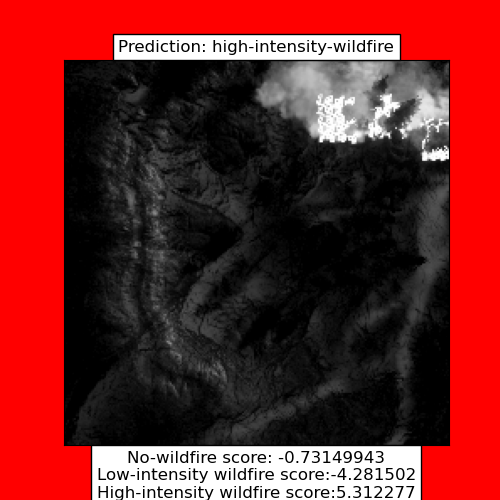 Prediction: high-intensity-wildfire
No-wildfire score: -0.73149943
Low-intensity wildfire score:-4.281502
High-intensity wildfire score:5.312277